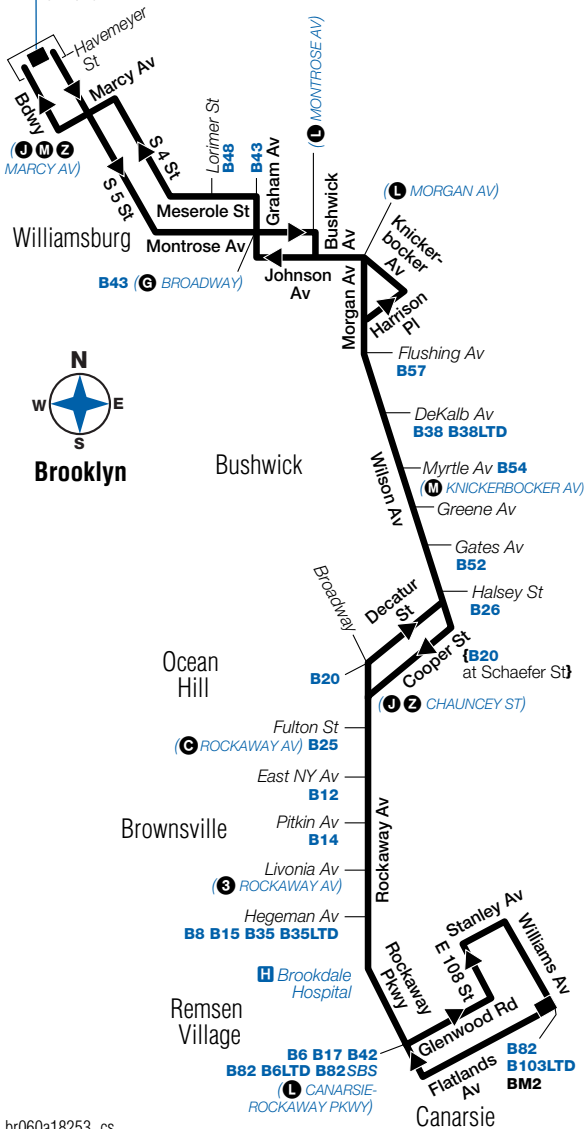 Havemeyer
St
Marcy Av
Bdwy
(J M Z
MARCY AV)
S 4 St
S 5 St
Lorimer St
B48
B43
Graham Av
(L MONTROSE AV)
Meserole St
Bushwick
Av
(L MORGAN AV)
Knicker-
bocker
Av
Williamsburg
Montrose Av
B43 (G BROADWAY)
Johnson
Av
Morgan Av
Harrison
Pl
Flushing Av
B57
N
W E
S
Brooklyn
DeKalb Av
B38 B38LTD
Bushwick
Wilson Av
Myrtle Av B54
(M KNICKERBOCKER AV)
Greene Av
Gates Av
B52
Halsey St
B26
Broadway
Decatur
St
Cooper St
{B20
at Schaefer St}
Ocean
Hill
B20
(J Z CHAUNCEY ST)
Fulton St
(C ROCKAWAY AV) B25
East NY Av
B12
Brownsville
Pitkin Av
B14
Rockaway Av
Livonia Av
(3 ROCKAWAY AV)
Hegeman Av
B8 B15 B35 B35LTD
Stanley Av
Williams Av
E 108 St
Rockaway
Pkwy
H Brookdale
Hospital
Remsen
Village
Glenwood Rd
B6 B17 B42
B82 B6LTD B82SBS
(L CANARSIE-
ROCKAWAY PKWY)
Flatlands
Av
B82
B103LTD
BM2
Canarsie